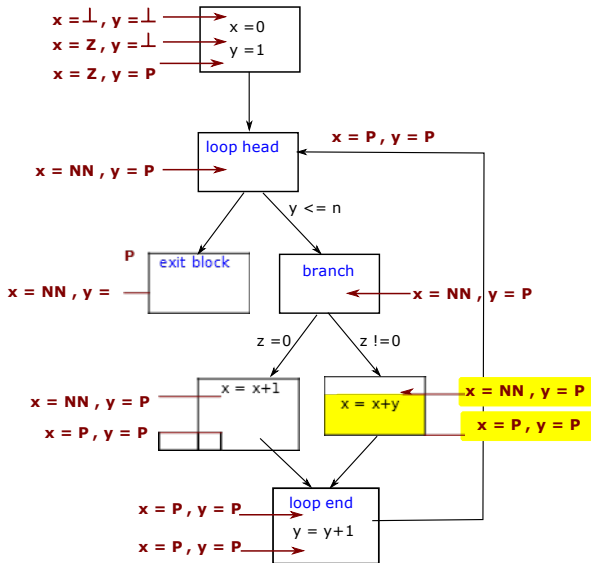 x = ⊥ , y = ⊥
x = 0
x = Z , y = ⊥
y = 1
x = Z , y = P
x = P , y = P
loop head
x = NN , y = P
y <= n
P
exit block
branch
x = NN , y =
x = NN , y = P
z =0
z !=0
x = x+1
x = NN , y = P
x = NN , y = P
x = x+y
x = P , y = P
x = P , y = P
loop end
x = P , y = P
y = y+1
x = P , y = P